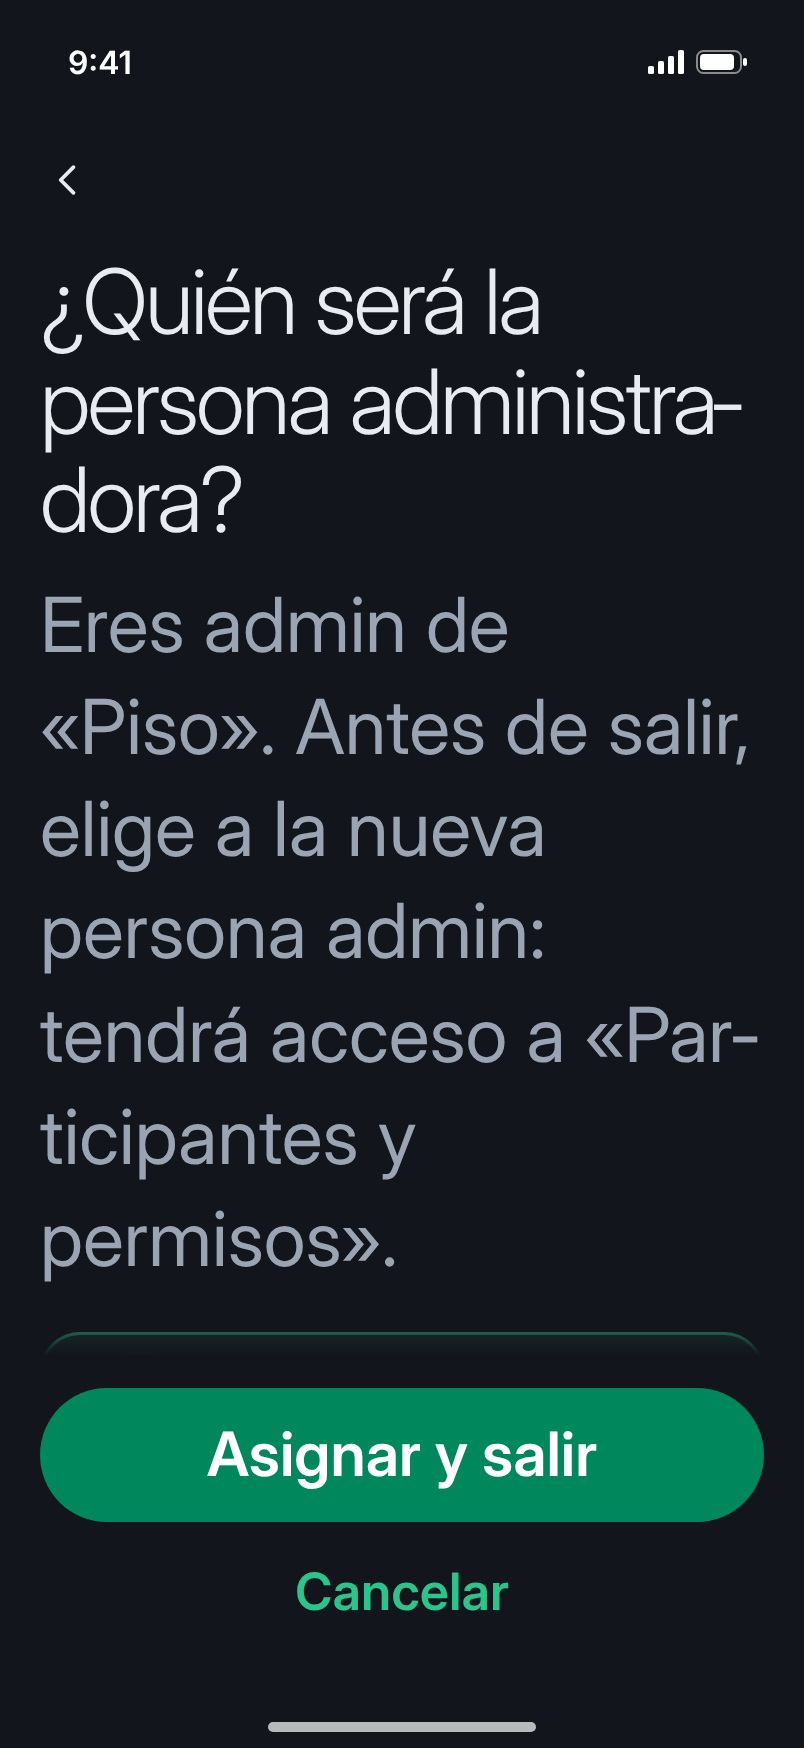 9:41
¿Quién será la
persona administra-
dora?
Eres admin de
«Piso». Antes de salir,
elige a la nueva
persona admin:
tendrá acceso a «Par-
ticipantes y
permisos».
Asignar y salir
Cancelar